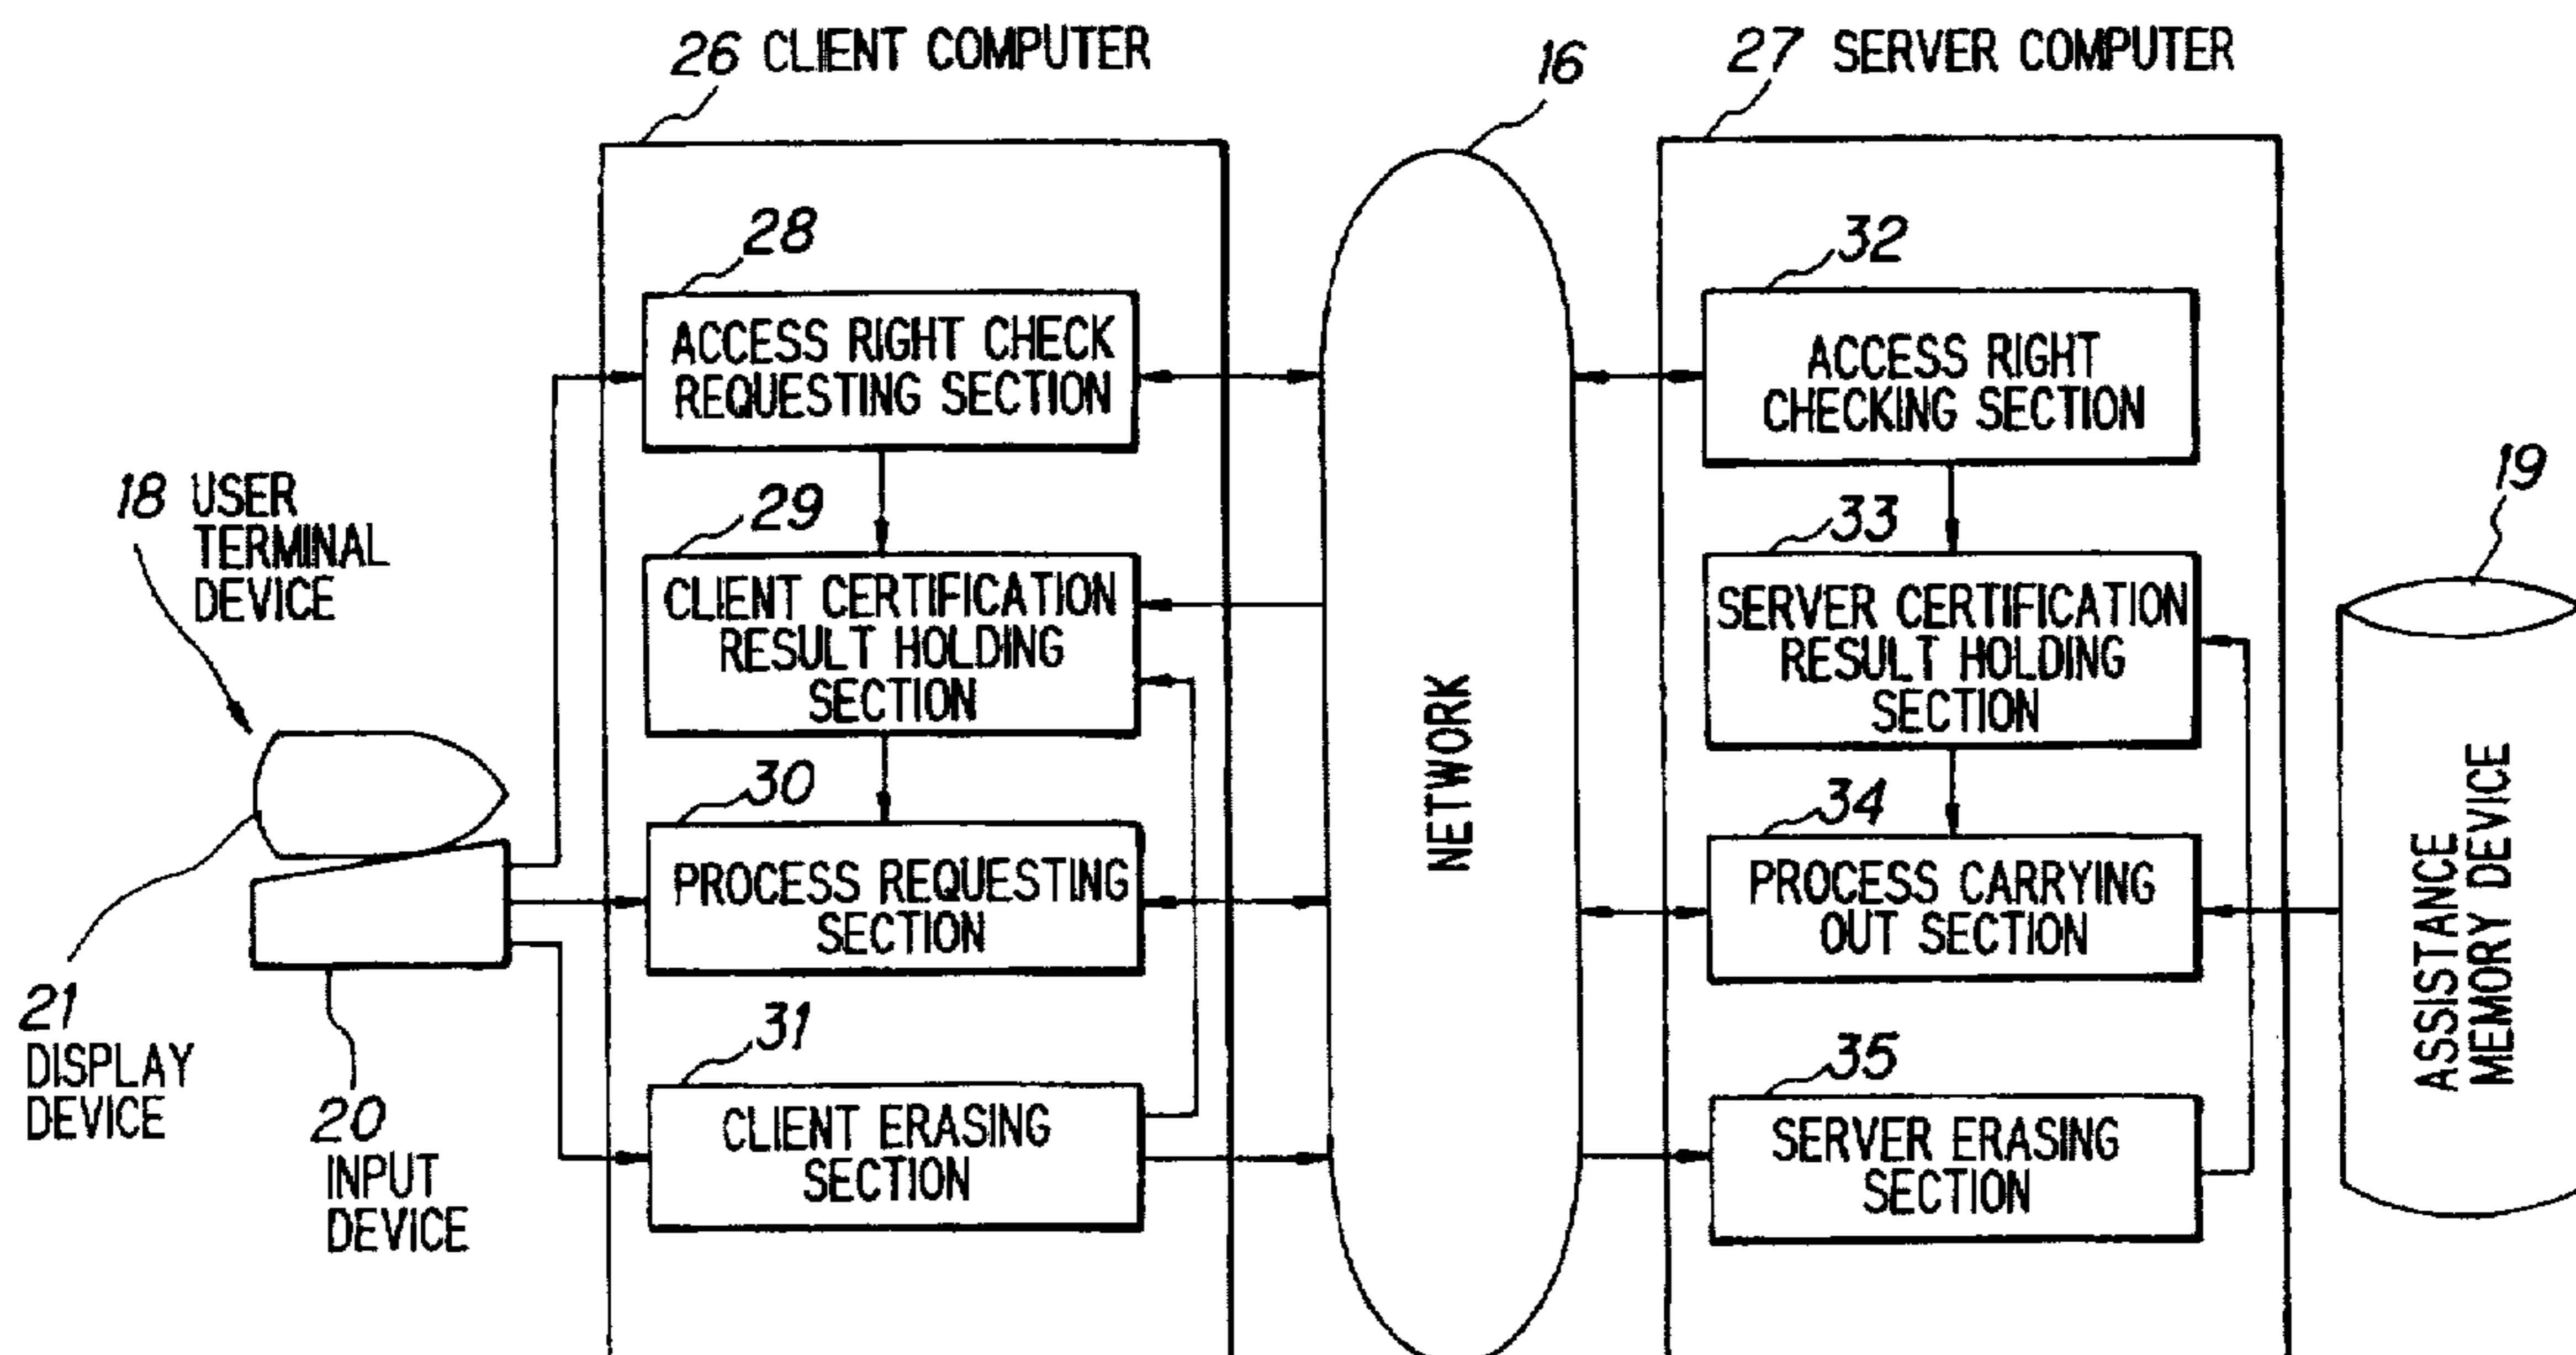 26 CLIENT COMPUTER
16
27 SERVER COMPUTER
28
ACCESS RIGHT CHECK
REQUESTING SECTION
32
ACCESS RIGHT
CHECKING SECTION
18 USER
TERMINAL
DEVICE
29
CLIENT CERTIFICATION
RESULT HOLDING
SECTION
33
SERVER CERTIFICATION
RESULT HOLDING
SECTION
19
30
PROCESS REQUESTING
SECTION
NETWORK
34
PROCESS CARRYING
OUT SECTION
ASSISTANCE
MEMORY DEVICE
21
DISPLAY
DEVICE
20
INPUT
DEVICE
31
CLIENT ERASING
SECTION
35
SERVER ERASING
SECTION